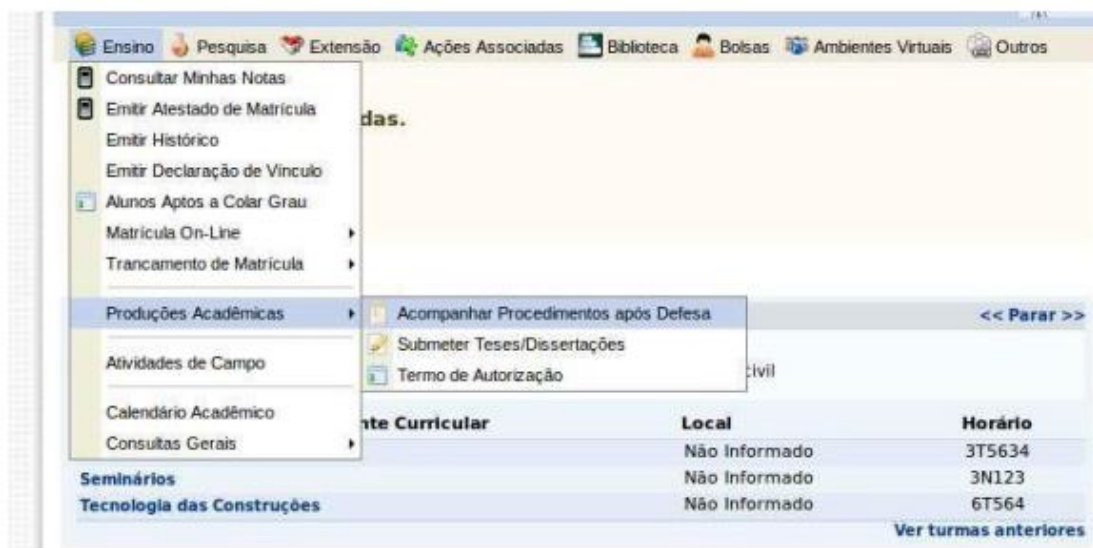 Ensino Pesquisa Extensão Ações Associadas Biblioteca Bolsas Ambientes Virtuais Outros
Consultar Minhas Notas
Emitir Atestado de Matrícula
das.
Emitir Histórico
Emitir Declaração de Vínculo
Alunos Aptos a Colar Grau
Matrícula On-Line
Trancamento de Matrícula
Produções Acadêmicas
Acompanhar Procedimentos após Defesa
<< Parar >>
Submeter Teses/Dissertações
Atividades de Campo
Termo de Autorização
civil
Calendário Acadêmico
nte Curricular Local Horário
Consultas Gerais
Não Informado 3T5634
Seminários Não Informado 3N123
Tecnologia das Construções Não Informado 6T564
Ver turmas anteriores